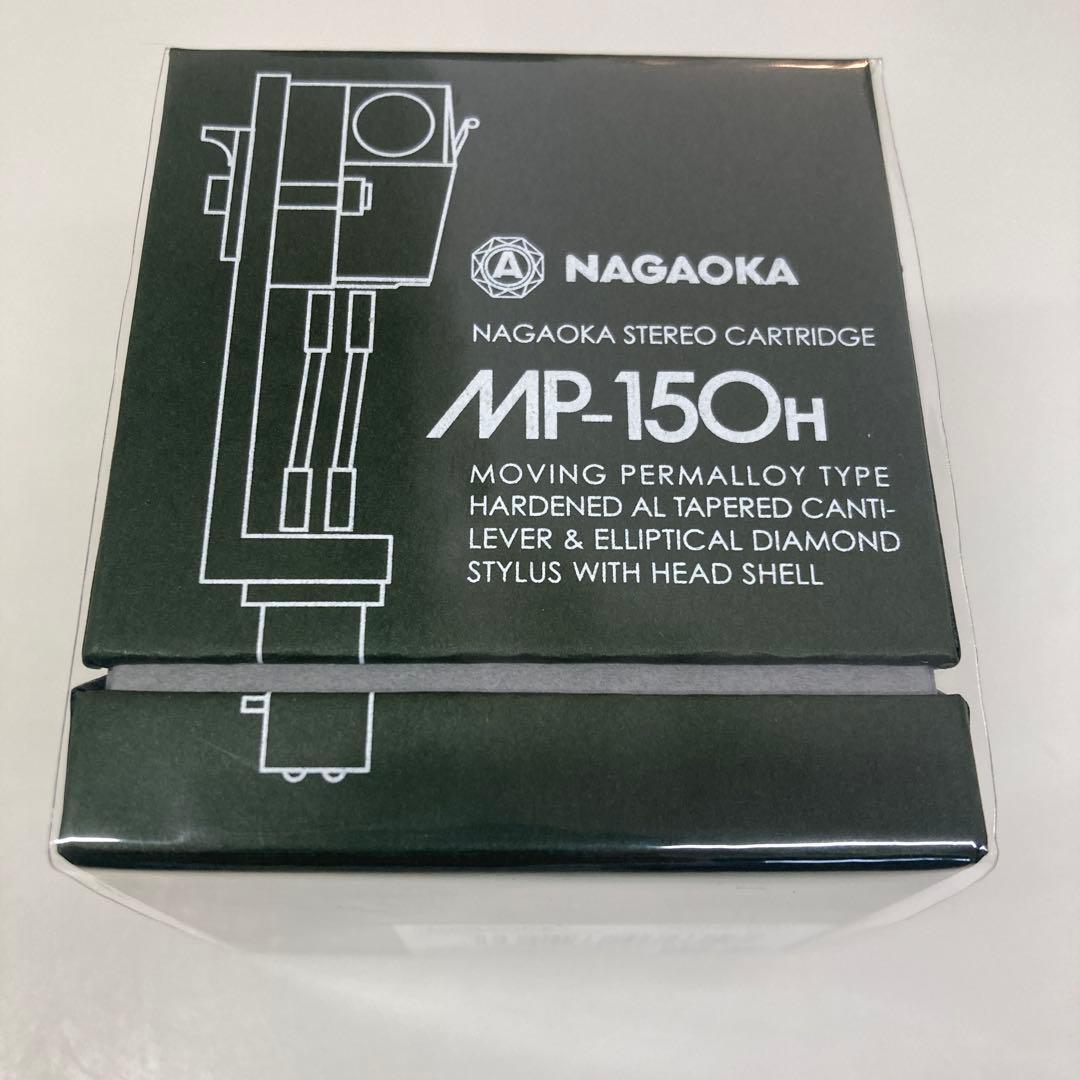 A NAGAOKA
NAGAOKA STEREO CARTRIDGE
MP-150H
MOVING PERMALLOY TYPE
HARDENED AL TAPERED CANTI-
LEVER & ELLIPTICAL DIAMOND
STYLUS WITH HEAD SHELL